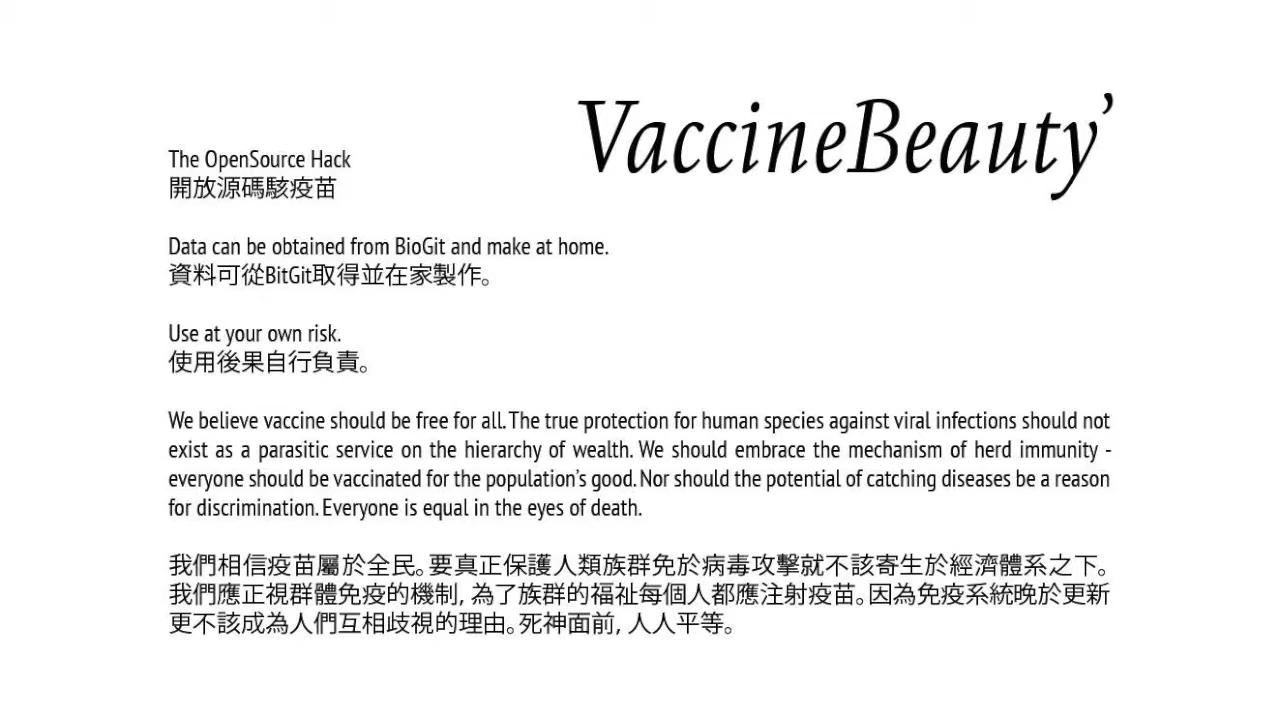 VaccineBeauty’
The OpenSource Hack
開放源碼駭疫苗
Data can be obtained from BioGit and make at home.
資料可從BitGit取得並在家製作。
Use at your own risk.
使用後果自行負責。
We believe vaccine should be free for all. The true protection for human species against viral infections should not
exist as a parasitic service on the hierarchy of wealth. We should embrace the mechanism of herd immunity -
everyone should be vaccinated for the population’s good. Nor should the potential of catching diseases be a reason
for discrimination. Everyone is equal in the eyes of death.
我們相信疫苗屬於全民。要真正保護人類族群免於病毒攻擊就不該寄生於經濟體系之下。
我們應正視群體免疫的機制, 為了族群的福祉每個人都應注射疫苗。因為免疫系統晚於更新
更不該成為人們互相歧視的理由。死神面前, 人人平等。